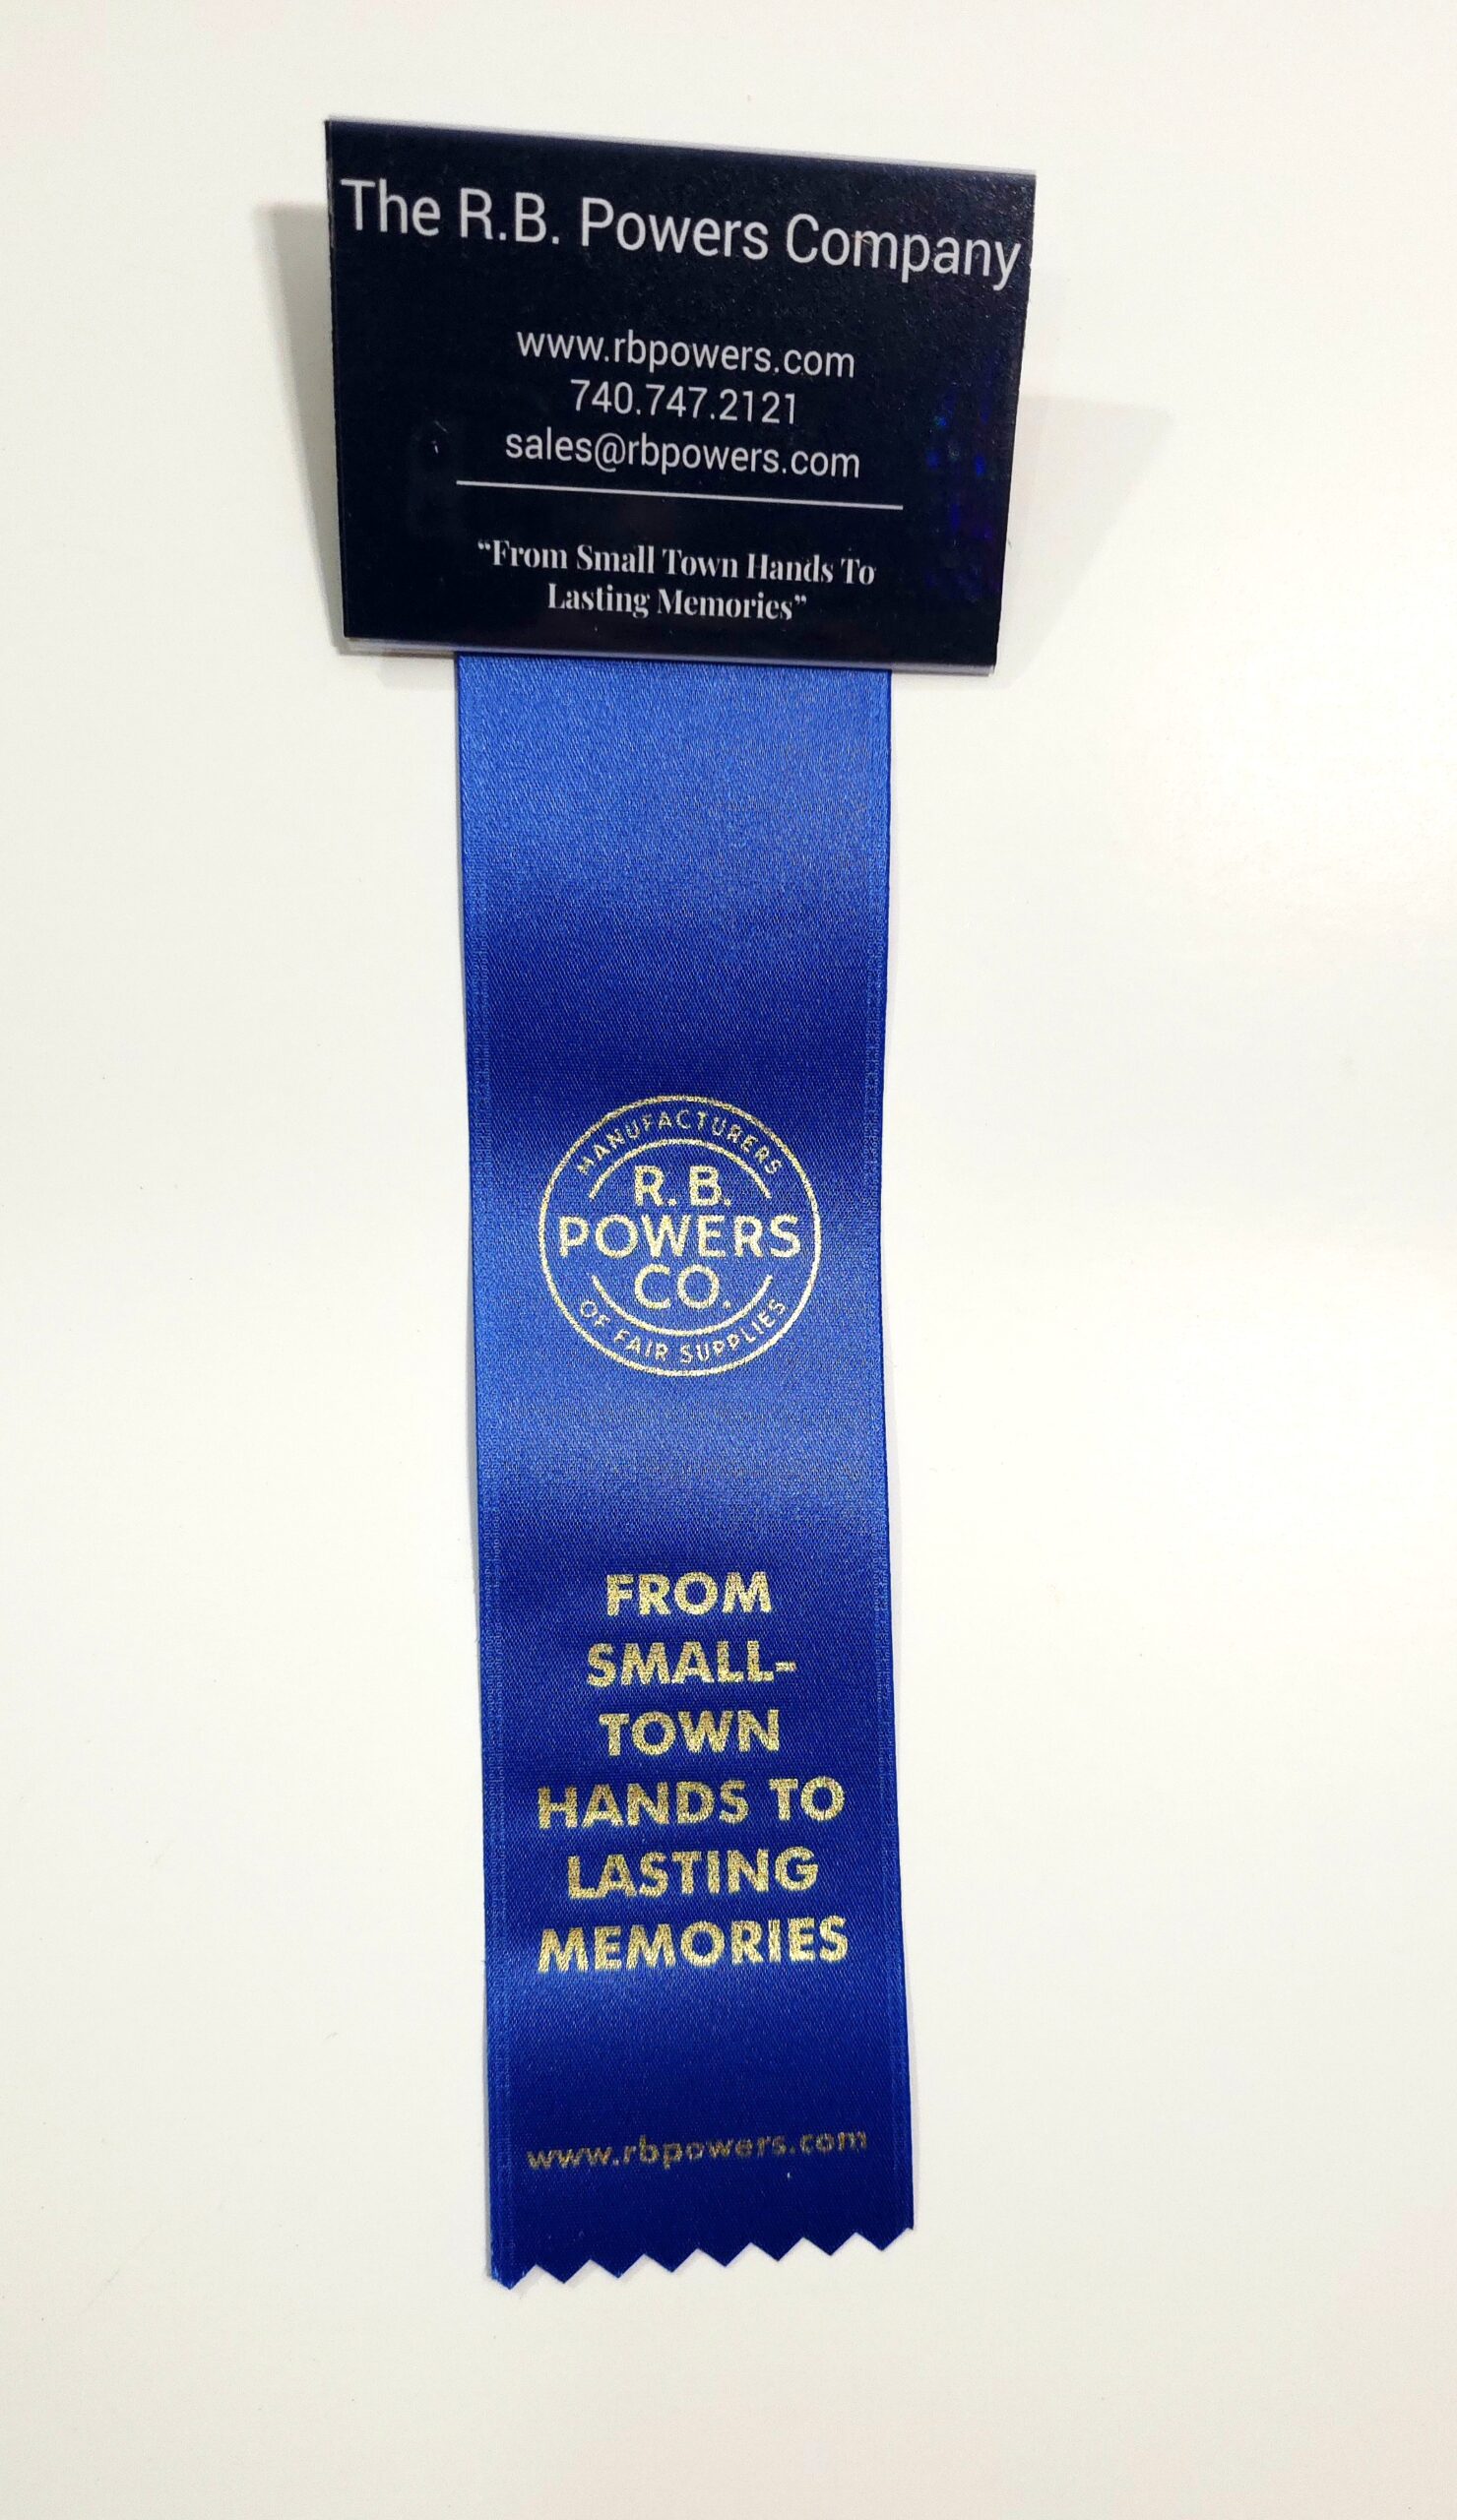 The R.B. Powers Company
www.rbpowers.com
740.747.2121
sales@rbpowers.com
“From Small Town Hands To
Lasting Memories”
MANUFACTURERS
R. B.
POWERS
CO.
OF FAIR SUPPLIES
FROM
SMALL-
TOWN
HANDS TO
LASTING
MEMORIES
www.rbpowers.com